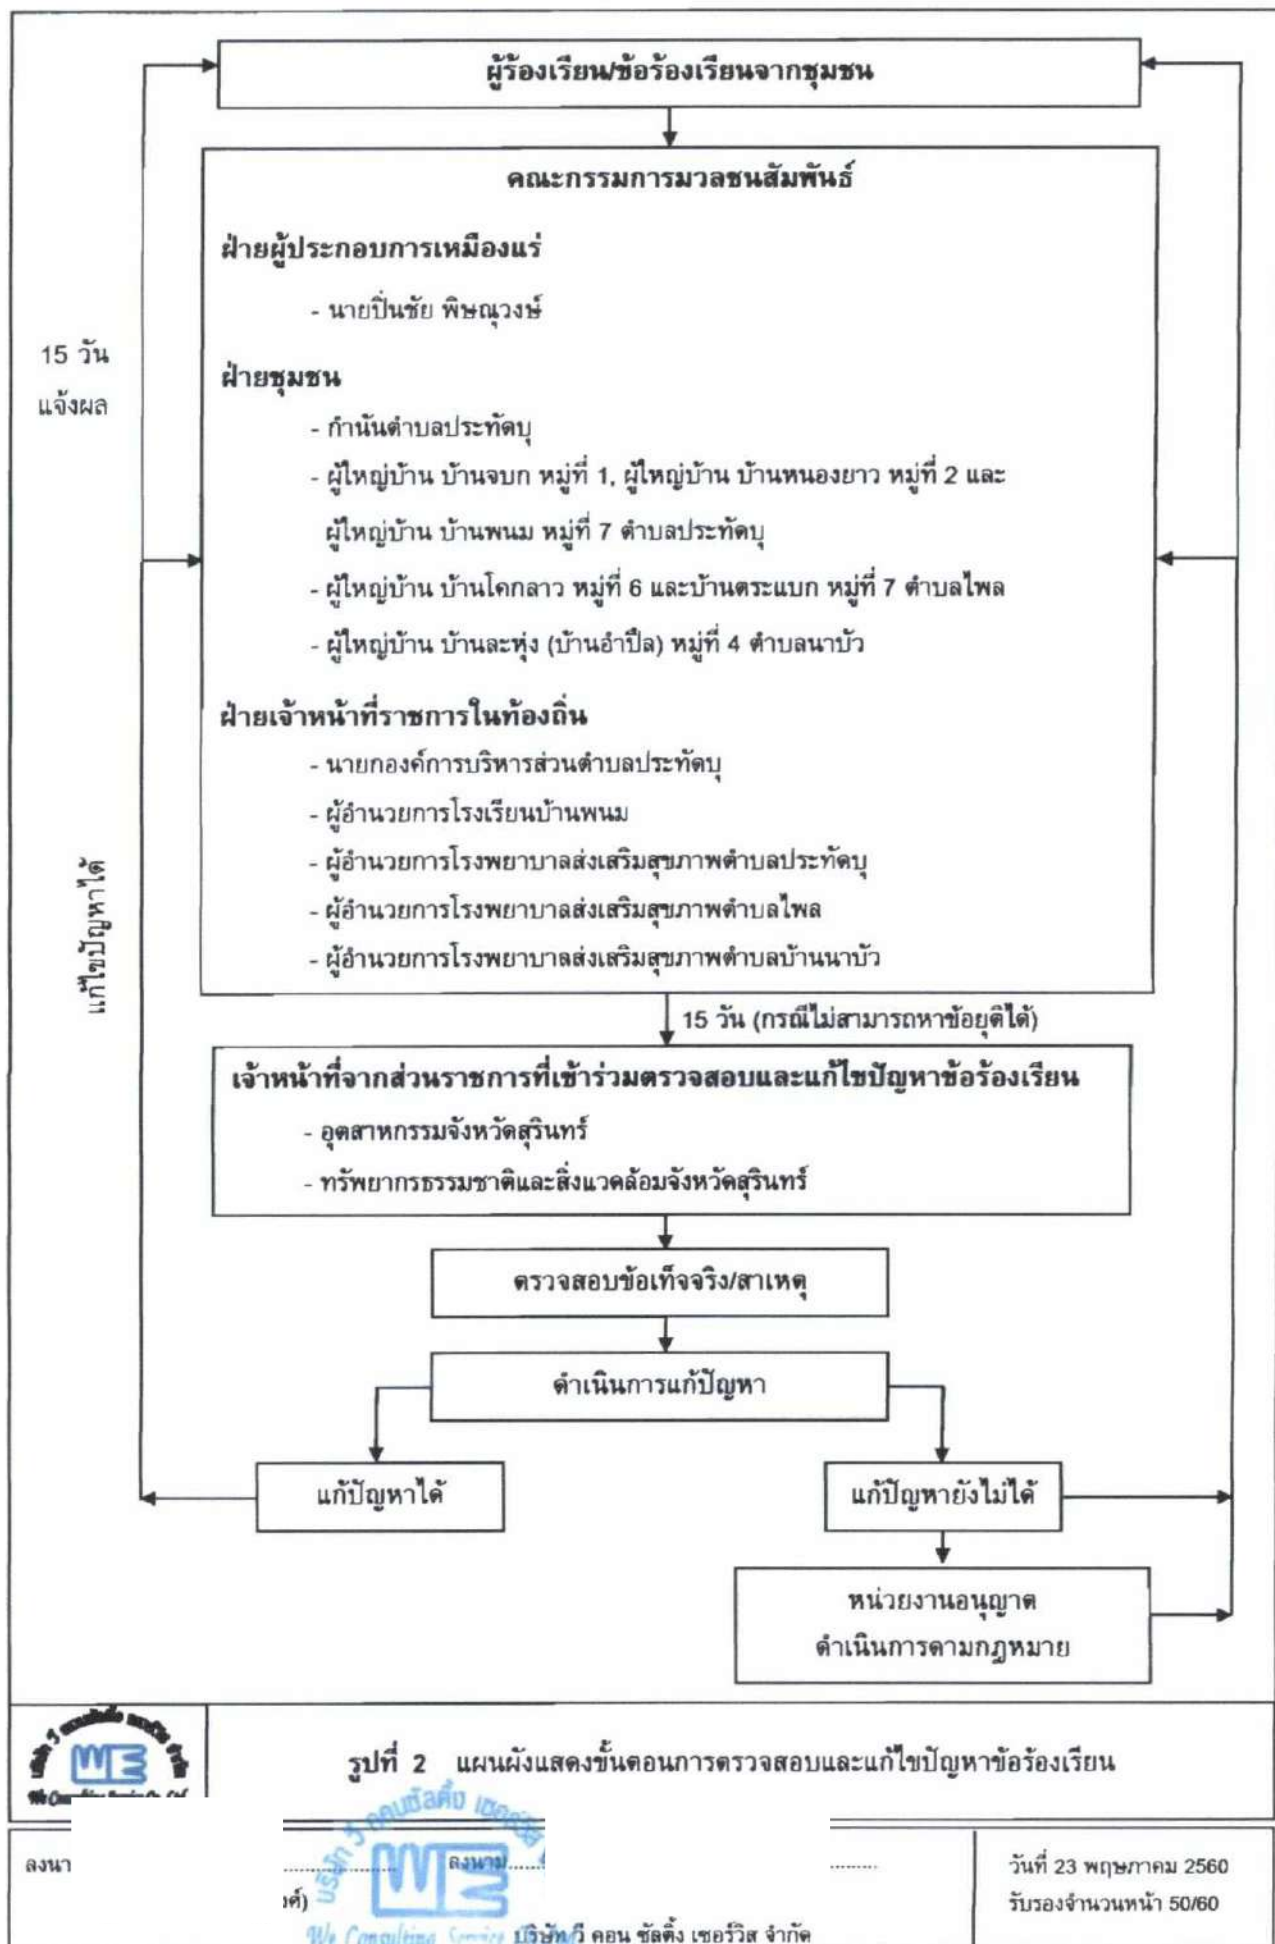 ผู้ร้องเรียน/ข้อร้องเรียนจากชุมชน
คณะกรรมการมวลชนสัมพันธ์
ฝ่ายผู้ประกอบการเหมืองแร่
- นายปิ่นชัย พิษณุวงษ์
15 วัน
แจ้งผล
ฝ่ายชุมชน
- กำนันตำบลประทัดบุ
- ผู้ใหญ่บ้าน บ้านจบก หมู่ที่ 1, ผู้ใหญ่บ้าน บ้านหนองยาว หมู่ที่ 2 และ
ผู้ใหญ่บ้าน บ้านพนม หมู่ที่ 7 ตำบลประทัดบุ
- ผู้ใหญ่บ้าน บ้านโคกลาว หมู่ที่ 6 และบ้านตระแบก หมู่ที่ 7 ตำบลไพล
- ผู้ใหญ่บ้าน บ้านละหุ่ง (บ้านอำปึล) หมู่ที่ 4 ตำบลนาบัว
ฝ่ายเจ้าหน้าที่ราชการในท้องถิ่น
- นายกองค์การบริหารส่วนตำบลประทัดบุ
- ผู้อำนวยการโรงเรียนบ้านพนม
- ผู้อำนวยการโรงพยาบาลส่งเสริมสุขภาพตำบลประทัดบุ
- ผู้อำนวยการโรงพยาบาลส่งเสริมสุขภาพตำบลไพล
- ผู้อำนวยการโรงพยาบาลส่งเสริมสุขภาพตำบลบ้านนาบัว
แก้ไขปัญหาได้
15 วัน (กรณีไม่สามารถหาข้อยุติได้)
เจ้าหน้าที่จากส่วนราชการที่เข้าร่วมตรวจสอบและแก้ไขปัญหาข้อร้องเรียน
- อุตสาหกรรมจังหวัดสุรินทร์
- ทรัพยากรธรรมชาติและสิ่งแวดล้อมจังหวัดสุรินทร์
ตรวจสอบข้อเท็จจริง/สาเหตุ
ดำเนินการแก้ปัญหา
แก้ปัญหาได้
แก้ปัญหายังไม่ได้
หน่วยงานอนุญาต
ดำเนินการตามกฎหมาย
บริษัท วี คอนซัลติ้ง เซอร์วิส จำกัด
WE
รูปที่ 2 แผนผังแสดงขั้นตอนการตรวจสอบและแก้ไขปัญหาข้อร้องเรียน
ลงนา
ลงนาม
วันที่ 23 พฤษภาคม 2560
รับรองจำนวนหน้า 50/60
WE
We Consulting Service
บริษัท วี คอน ซัลติ้ง เซอร์วิส จำกัด